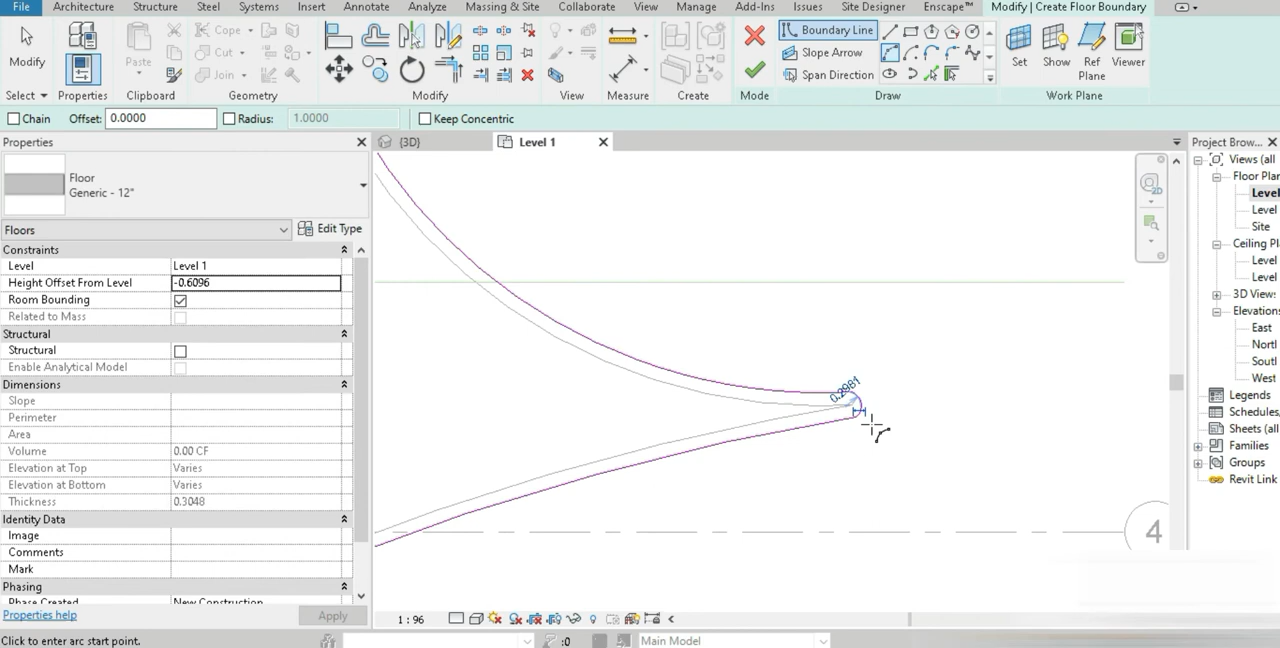 File Architecture Structure Steel Systems Insert Annotate Analyze Massing & Site Collaborate View Manage Add-Ins Issues Site Designer Enscape™ Modify | Create Floor Boundary
Modify Properties Paste Cope Cut Join Boundary Line Slope Arrow Span Direction Set Show Ref Plane Viewer
Select Properties Clipboard Geometry Modify View Measure Create Mode Draw Work Plane
Chain Offset: 0.0000 Radius: 1.0000 Keep Concentric
Properties
{3D}
Level 1
Project Brow...
Floor
Generic - 12"
Floors Edit Type
Constraints
Level Level 1
Height Offset From Level -0.6096
Room Bounding
Related to Mass
Structural
Structural
Enable Analytical Model
Dimensions
Slope
Perimeter
Area
Volume 0.00 CF
Elevation at Top Varies
Elevation at Bottom Varies
Thickness 0.3048
Identity Data
Image
Comments
Mark
Phasing
Phase Created New Construction
Properties help Apply
0.2981
4
2D
Views (all
Floor Plan
Level
Level
Site
Ceiling Pl
Level
Level
3D View:
Elevations
East
Nortl
Soutl
West
Legends
Schedules,
Sheets (all
Families
Groups
Revit Link
1 : 96
Click to enter arc start point. :0 Main Model